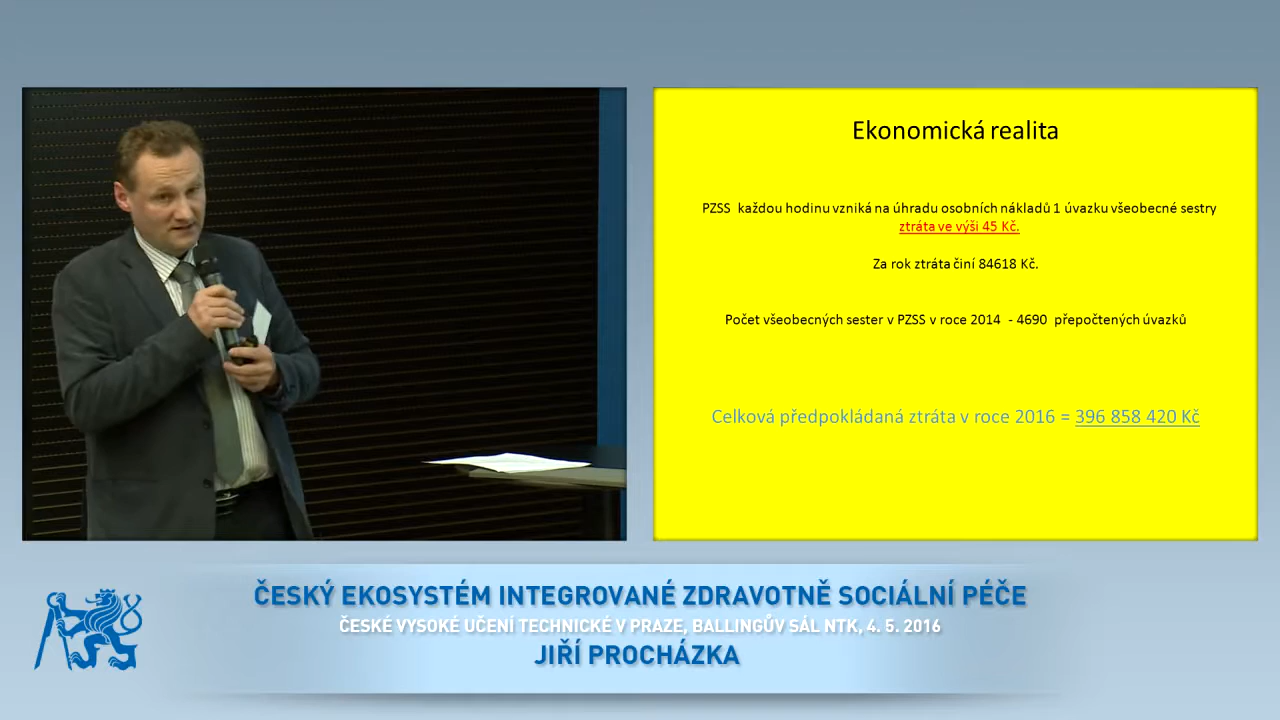 Ekonomická realita
PZSS každou hodinu vzniká na úhradu osobních nákladů 1 úvazku všeobecné sestry
ztráta ve výši 45 Kč.
Za rok ztráta činí 84618 Kč.
Počet všeobecných sester v PZSS v roce 2014 - 4690 přepočtených úvazků
Celková předpokládaná ztráta v roce 2016 = 396 858 420 Kč
ČESKÝ EKOSYSTÉM INTEGROVANÉ ZDRAVOTNĚ SOCIÁLNÍ PÉČE
ČESKÉ VYSOKÉ UČENÍ TECHNICKÉ V PRAZE, BALLINGŮV SÁL NTK, 4. 5. 2016
JIŘÍ PROCHÁZKA